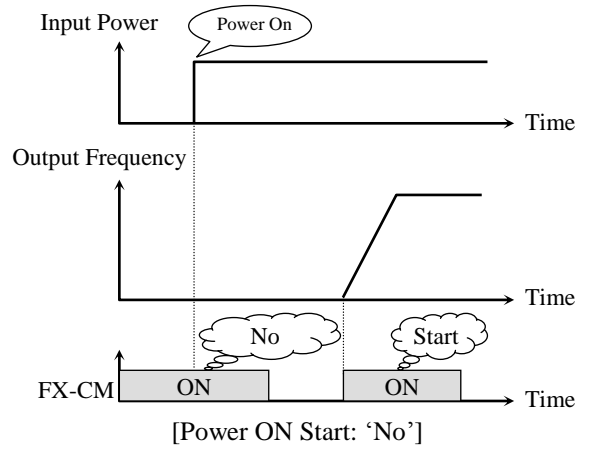 Input Power
Power On
Time
Output Frequency
Time
No
Start
FX-CM
ON
ON
Time
[Power ON Start: ‘No’]